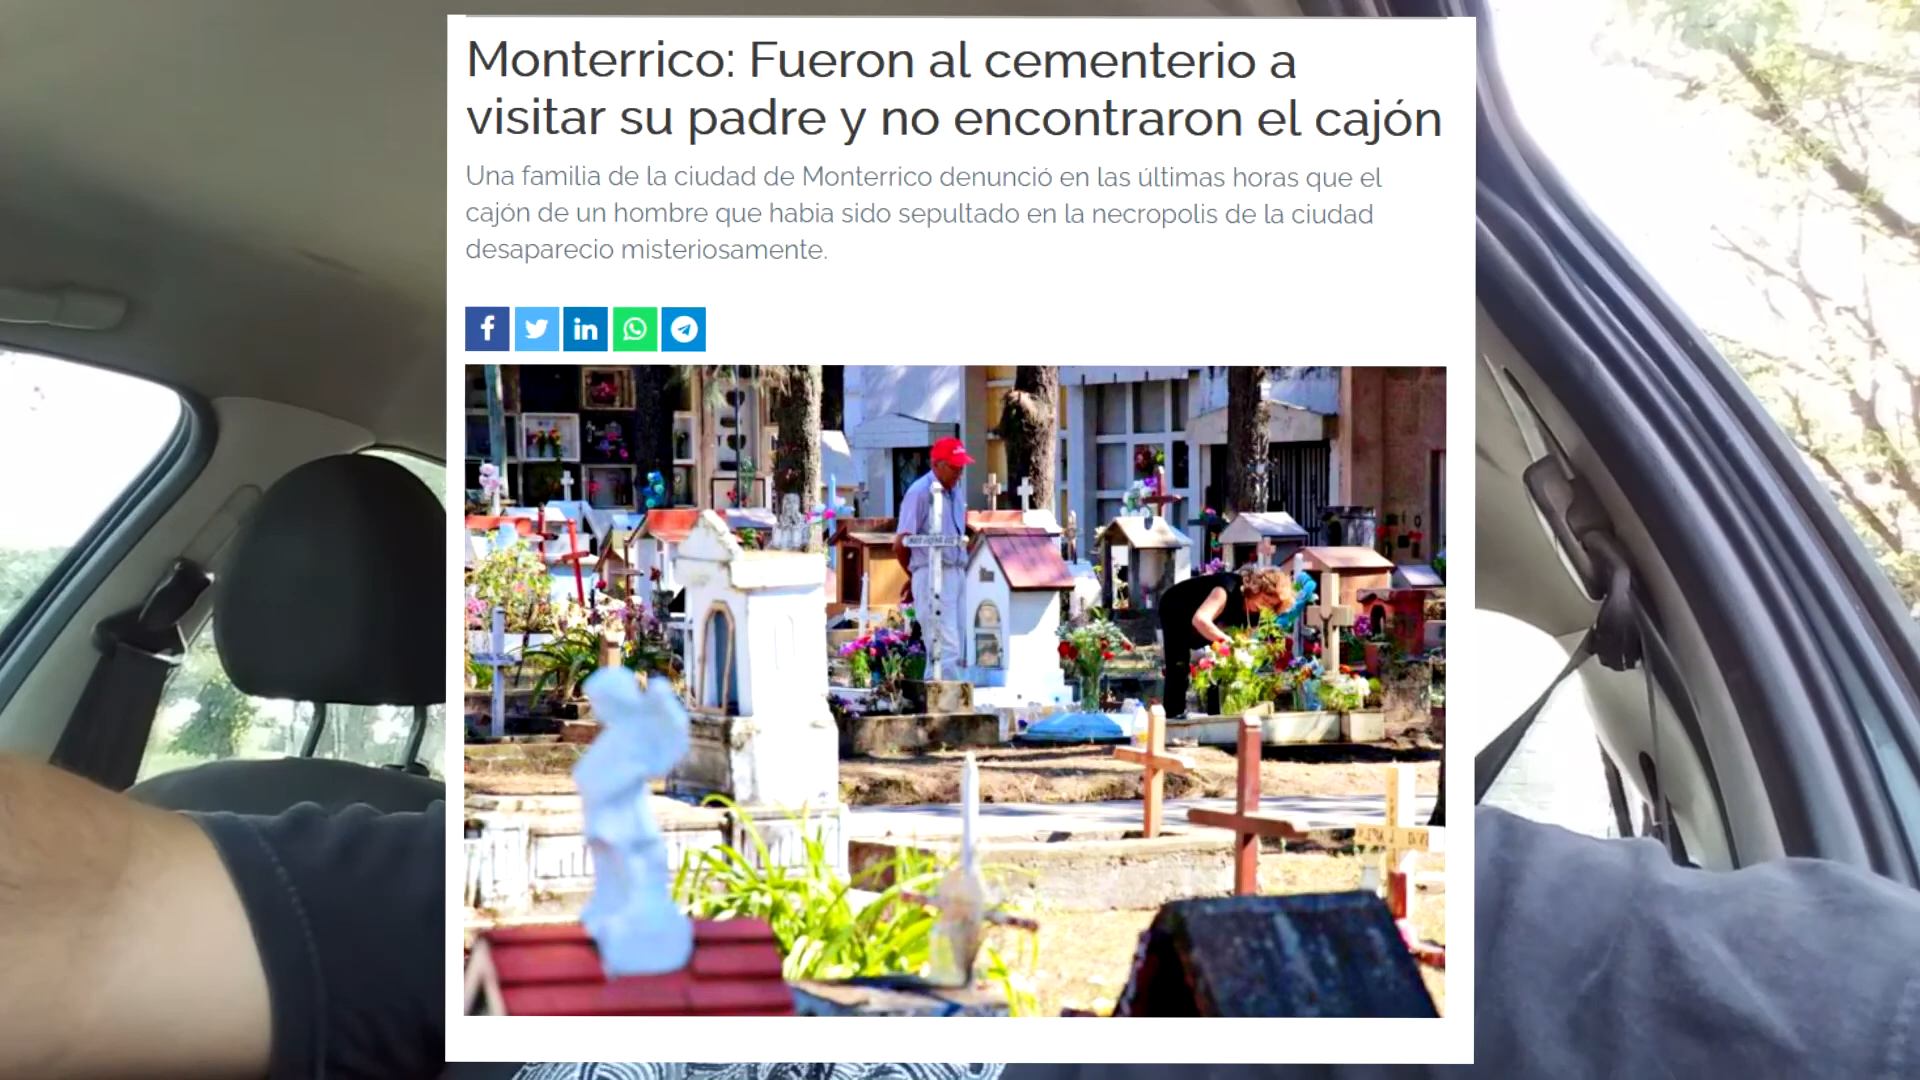 Monterrico: Fueron al cementerio a
visitar su padre y no encontraron el cajón
Una familia de la ciudad de Monterrico denunció en las últimas horas que el
cajón de un hombre que habia sido sepultado en la necropolis de la ciudad
desaparecio misteriosamente.